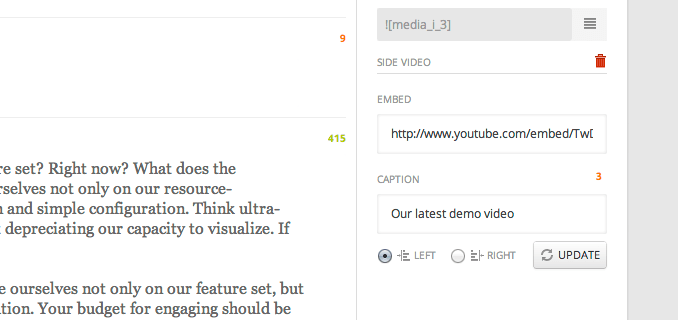 9
415
re set? Right now? What does the
rselves not only on our resource-
n and simple configuration. Think ultra-
depreciating our capacity to visualize. If
e ourselves not only on our feature set, but
ition. Your budget for engaging should be
![media_i_3]
SIDE VIDEO
EMBED
http://www.youtube.com/embed/TwD
CAPTION 3
Our latest demo video
LEFT RIGHT UPDATE